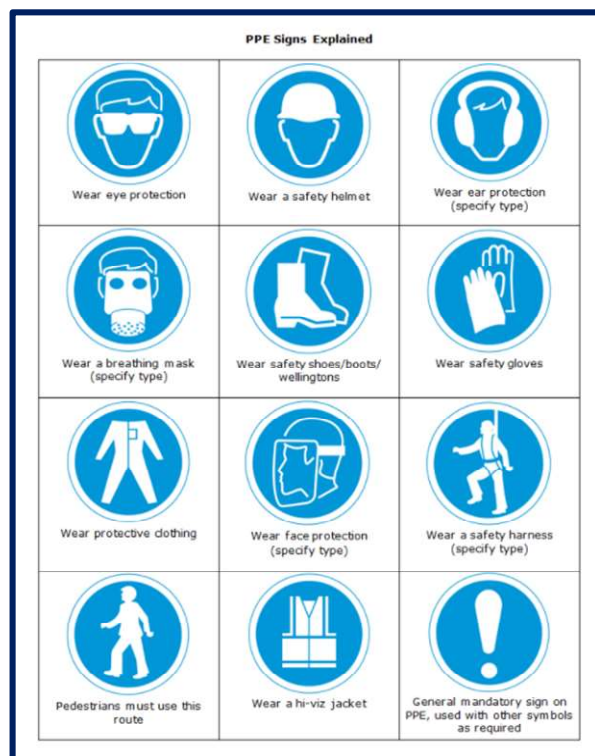 PPE Signs Explained
Wear eye protection
Wear a safety helmet
Wear ear protection
(specify type)
Wear a breathing mask
(specify type)
Wear safety shoes/boots/
wellingtons
Wear safety gloves
Wear protective clothing
Wear face protection
(specify type)
Wear a safety harness
(specify type)
Pedestrians must use this
route
Wear a hi-viz jacket
General mandatory sign on
PPE, used with other symbols
as required